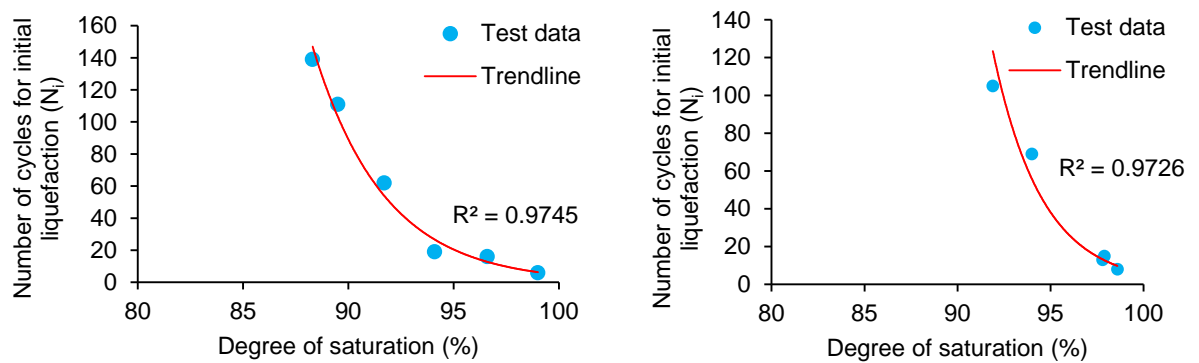 160
140
120
100
80
60
40
20
0
80
85
90
95
100
Number of cycles for initial
liquefaction (Ni)
Degree of saturation (%)
Test data
Trendline
R² = 0.9745
140
120
100
80
60
40
20
0
80
85
90
95
100
Number of cycles for initial
liquefaction (Ni)
Degree of saturation (%)
Test data
Trendline
R² = 0.9726